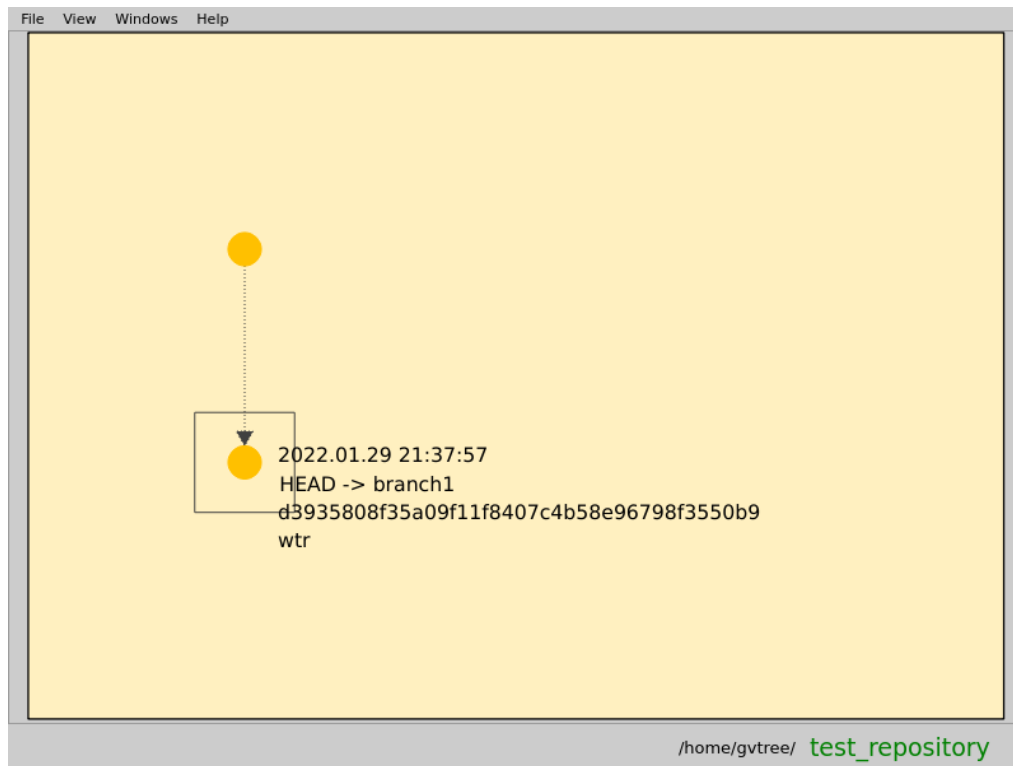 File View Windows Help
2022.01.29 21:37:57
HEAD -> branch1
d3935808f35a09f11f8407c4b58e96798f3550b9
wtr
/home/gvtree/ test_repository